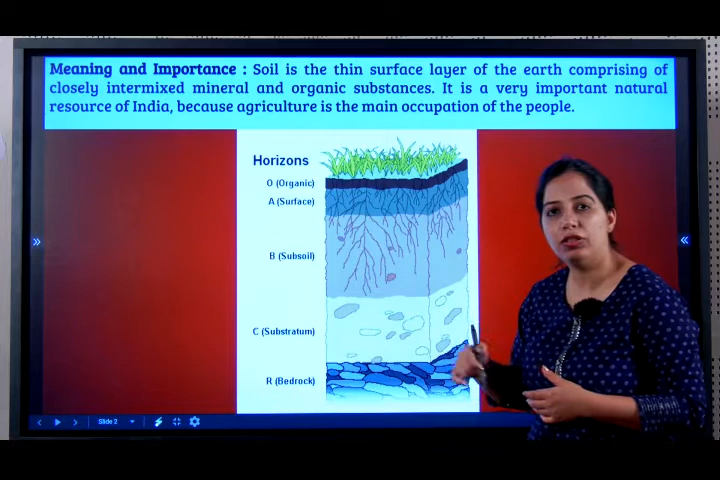 Meaning and Importance : Soil is the thin surface layer of the earth comprising of
closely intermixed mineral and organic substances. It is a very important natural
resource of India, because agriculture is the main occupation of the people.
Horizons
O (Organic)
A (Surface)
B (Subsoil)
C (Substratum)
R (Bedrock)
Slide 2